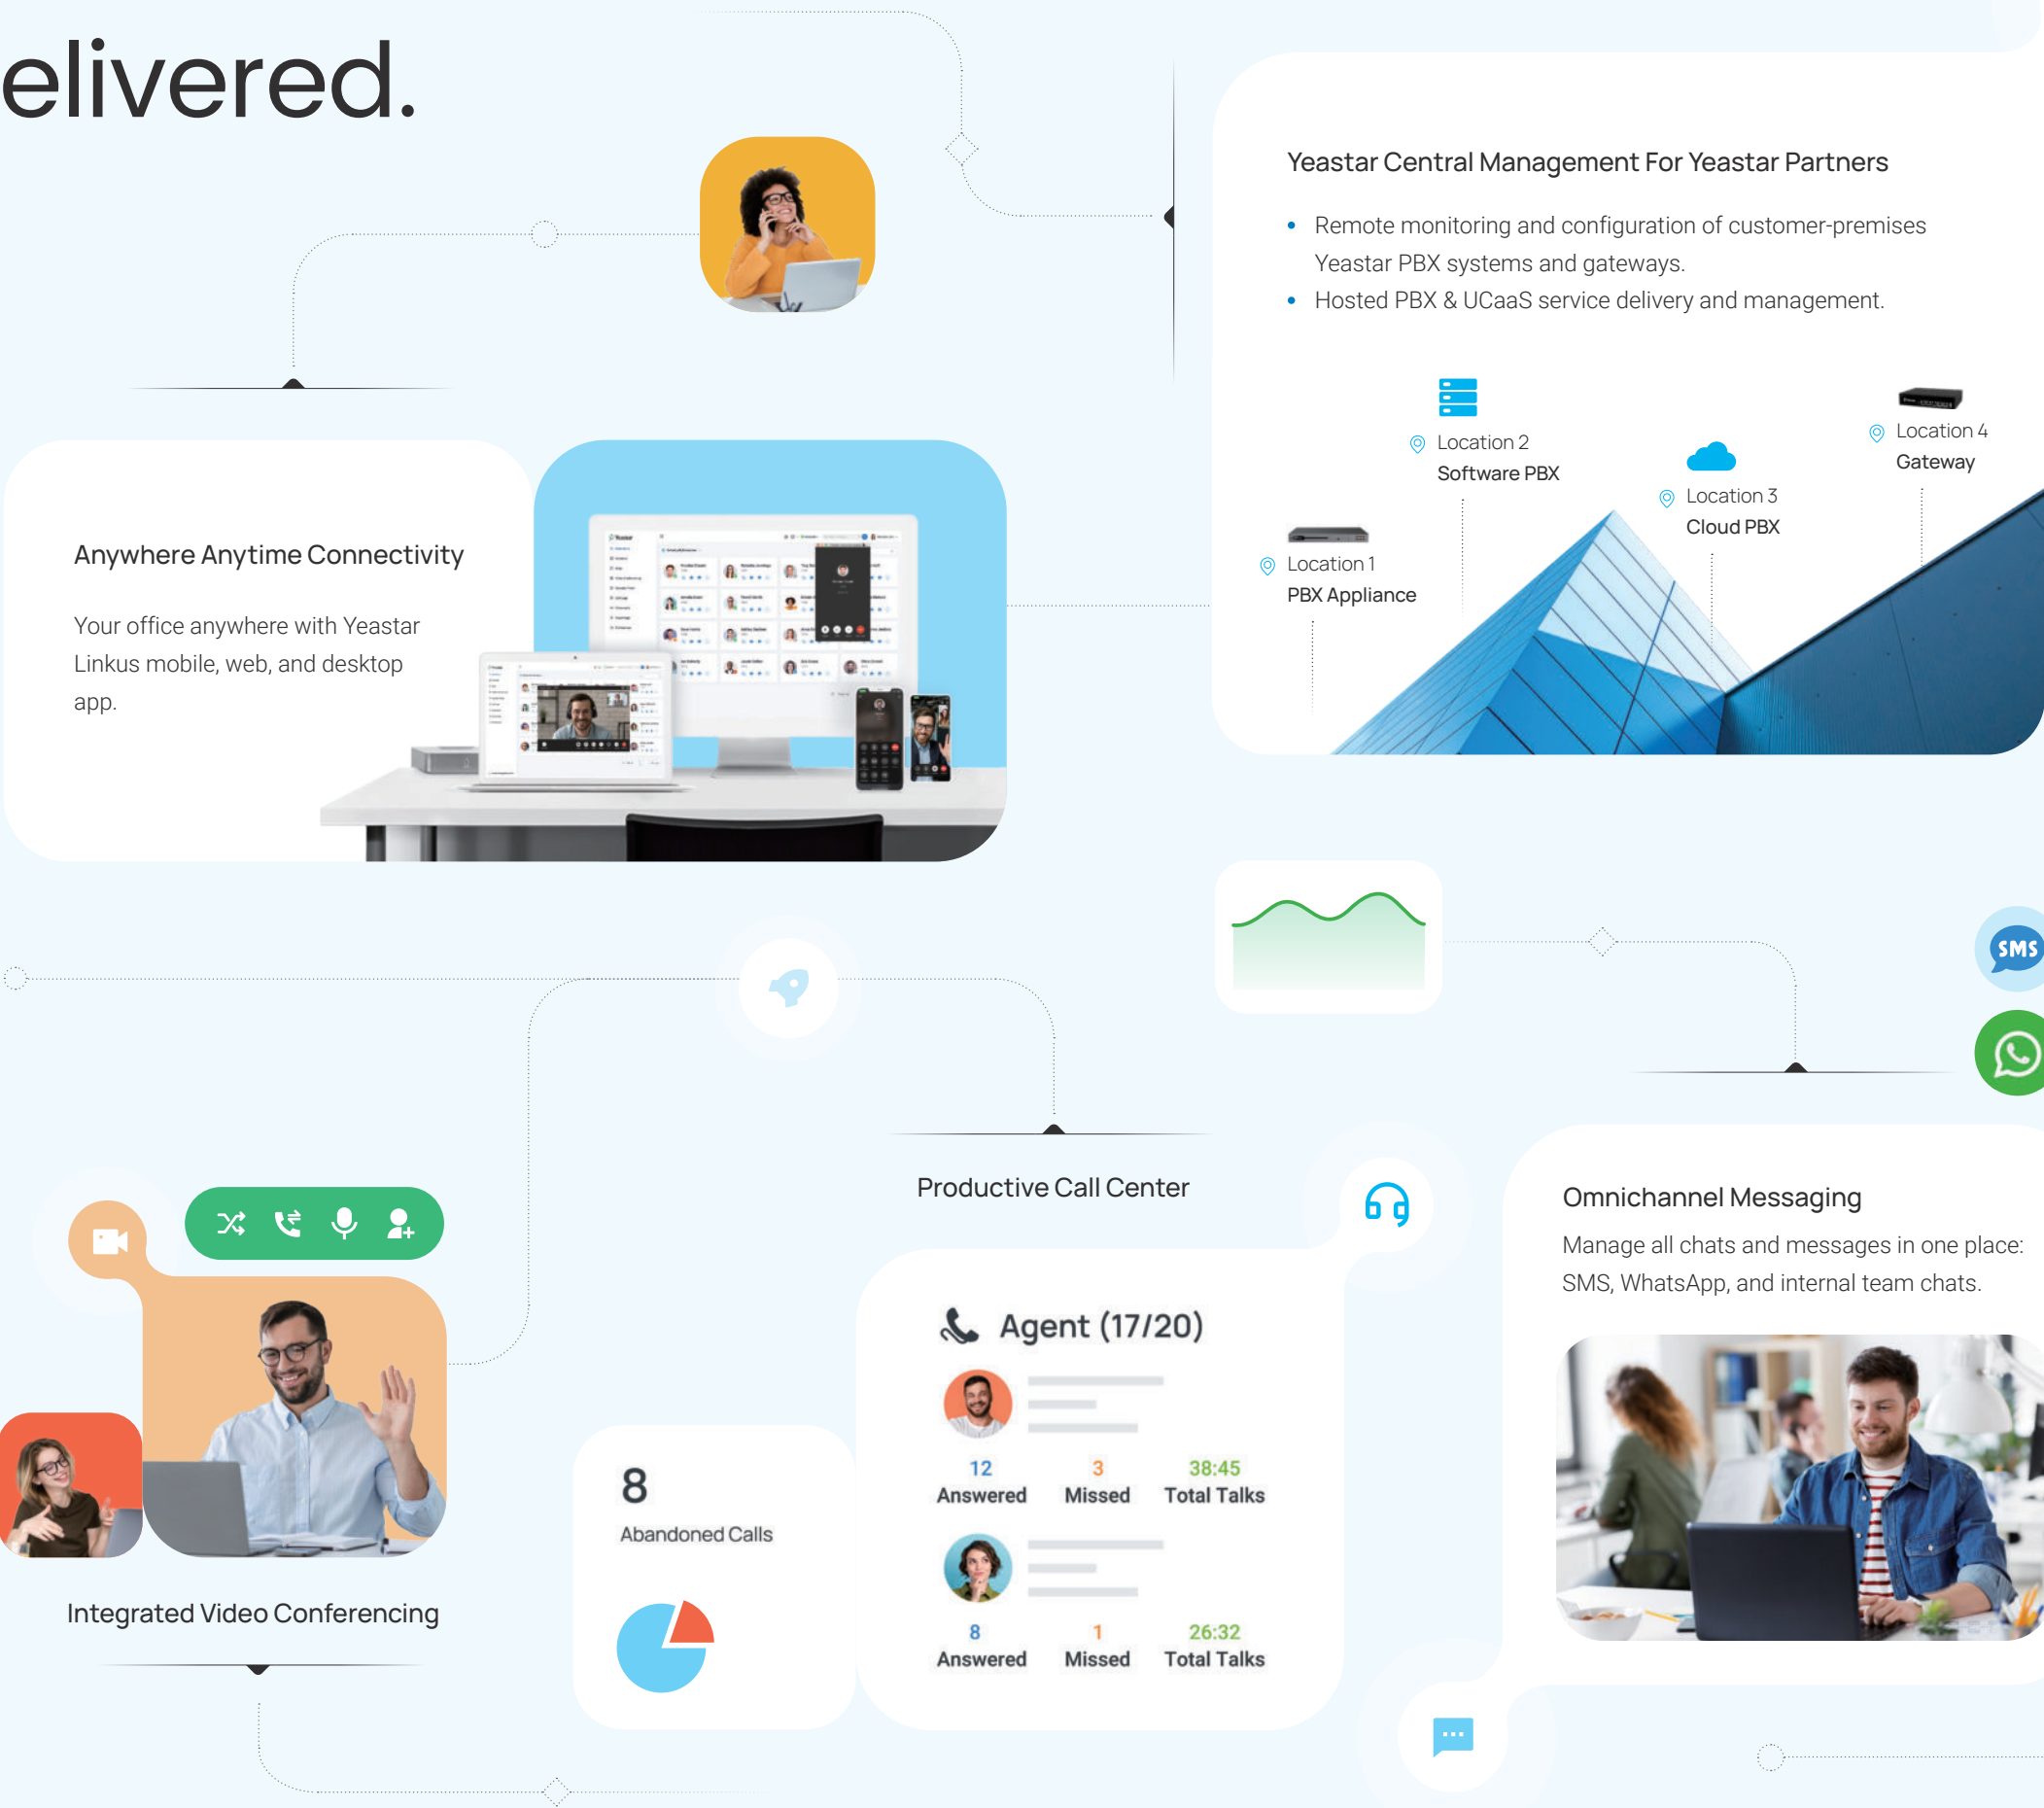 elivered.
Yeastar Central Management For Yeastar Partners
Remote monitoring and configuration of customer-premises
Yeastar PBX systems and gateways.
Hosted PBX & UCaaS service delivery and management.
Location 2
Software PBX
Location 4
Gateway
Location 3
Cloud PBX
Location 1
PBX Appliance
Anywhere Anytime Connectivity
Your office anywhere with Yeastar
Linkus mobile, web, and desktop
app.
SMS
Productive Call Center
Agent (17/20)
12 3 38:45
Answered Missed Total Talks
8 1 26:32
Answered Missed Total Talks
8
Abandoned Calls
Integrated Video Conferencing
Omnichannel Messaging
Manage all chats and messages in one place:
SMS, WhatsApp, and internal team chats.